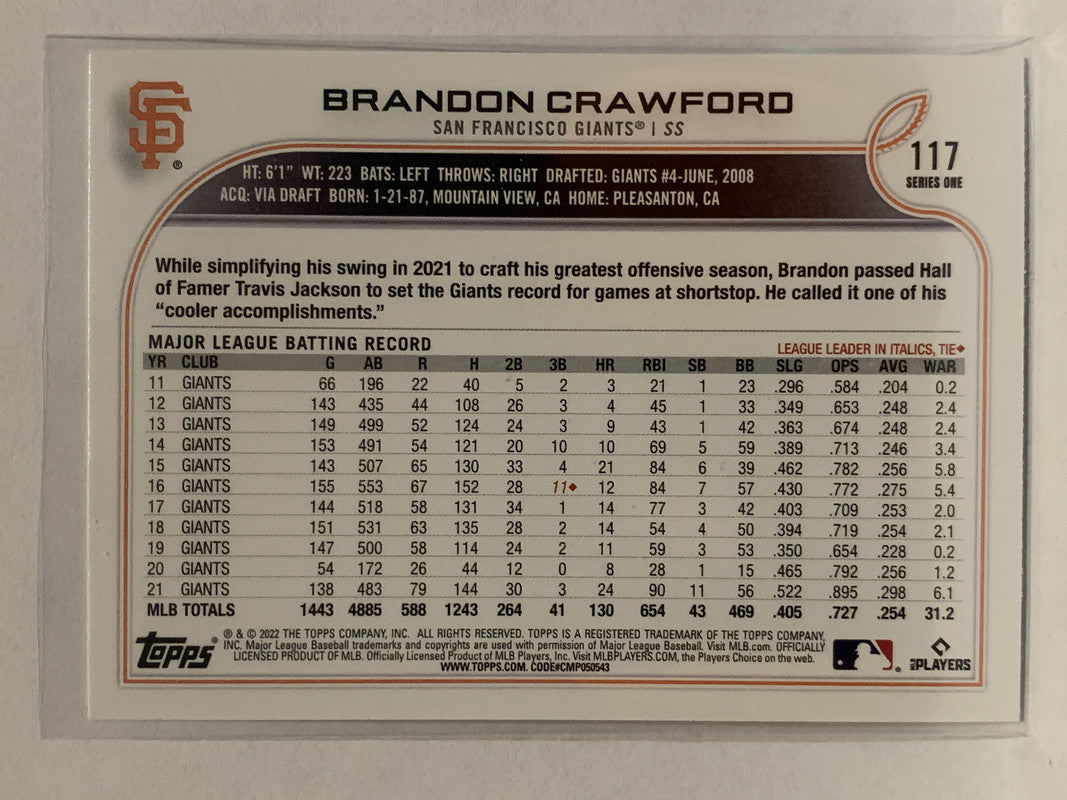 SF®
BRANDON CRAWFORD
SAN FRANCISCO GIANTS® | SS
117
SERIES ONE
HT: 6'1" WT: 223 BATS: LEFT THROWS: RIGHT DRAFTED: GIANTS #4-JUNE, 2008
ACQ: VIA DRAFT BORN: 1-21-87, MOUNTAIN VIEW, CA HOME: PLEASANTON, CA
While simplifying his swing in 2021 to craft his greatest offensive season, Brandon passed Hall
of Famer Travis Jackson to set the Giants record for games at shortstop. He called it one of his
“cooler accomplishments.”
MAJOR LEAGUE BATTING RECORD LEAGUE LEADER IN ITALICS, TIE♦
YR CLUB G AB R H 2B 3B HR RBI SB BB SLG OPS AVG WAR
11 GIANTS 66 196 22 40 5 2 3 21 1 23 .296 .584 .204 0.2
12 GIANTS 143 435 44 108 26 3 4 45 1 33 .349 .653 .248 2.4
13 GIANTS 149 499 52 124 24 3 9 43 1 42 .363 .674 .248 2.4
14 GIANTS 153 491 54 121 20 10 10 69 5 59 .389 .713 .246 3.4
15 GIANTS 143 507 65 130 33 4 21 84 6 39 .462 .782 .256 5.8
16 GIANTS 155 553 67 152 28 11♦ 12 84 7 57 .430 .772 .275 5.4
17 GIANTS 144 518 58 131 34 1 14 77 3 42 .403 .709 .253 2.0
18 GIANTS 151 531 63 135 28 2 14 54 4 50 .394 .719 .254 2.1
19 GIANTS 147 500 58 114 24 2 11 59 3 53 .350 .654 .228 0.2
20 GIANTS 54 172 26 44 12 0 8 28 1 15 .465 .792 .256 1.2
21 GIANTS 138 483 79 144 30 3 24 90 11 56 .522 .895 .298 6.1
MLB TOTALS 1443 4885 588 1243 264 41 130 654 43 469 .405 .727 .254 31.2
Topps®
® & © 2022 THE TOPPS COMPANY, INC. ALL RIGHTS RESERVED. TOPPS IS A REGISTERED TRADEMARK OF THE TOPPS COMPANY,
INC. Major League Baseball trademarks and copyrights are used with permission of Major League Baseball. Visit MLB.com. OFFICIALLY
LICENSED PRODUCT OF MLB. Officially Licensed Product of MLB Players, Inc. Visit MLBPLAYERS.COM, the Players Choice on the web.
WWW.TOPPS.COM. CODE#CMP050543
MLB PLAYERS